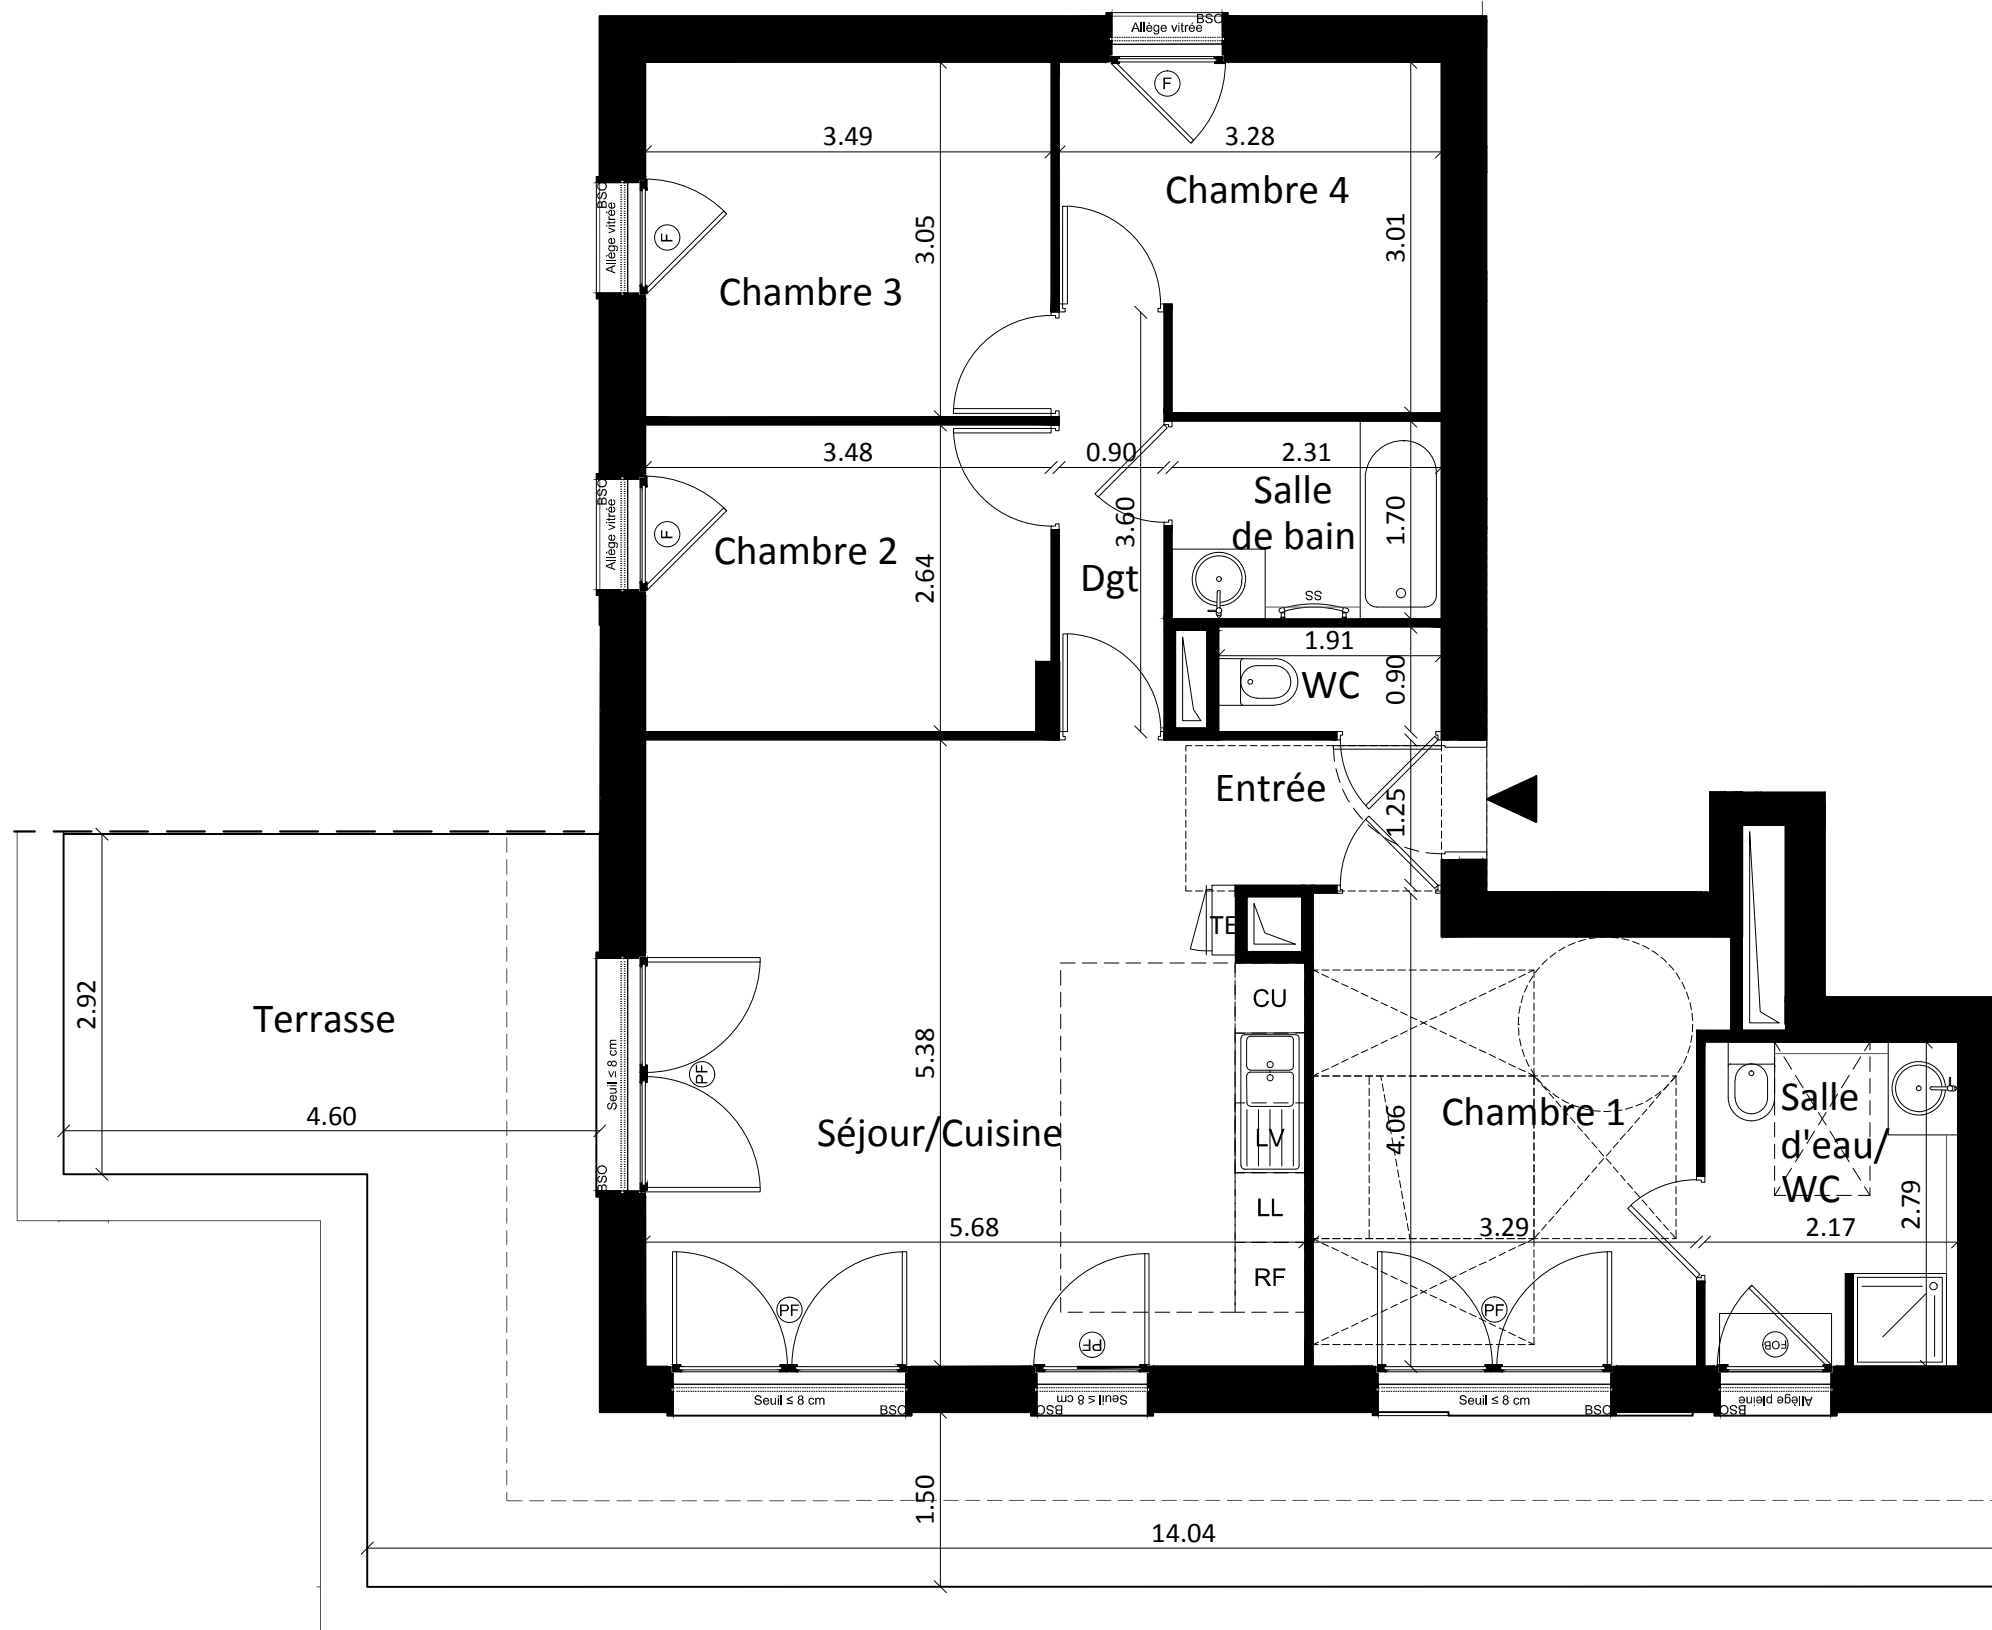 BSO
Allège vitrée
F
3.49
3.28
Chambre 4
BSO
Allège vitrée
F
3.05
3.01
Chambre 3
3.48
0.90
2.31
BSO
Allège vitrée
F
Salle
de bain
1.70
3.60
Chambre 2
2.64
Dgt
SS
1.91
WC
0.90
Entrée
1.25
TE
2.92
Terrasse
CU
Seuil ≤ 8 cm
PF
5.38
4.60
Séjour/Cuisine
LV
4.06
Chambre 1
Salle
d'eau/
WC
BSO
LL
2.79
5.68
3.29
2.17
RF
PF
PF
PF
FOB
Seuil ≤ 8 cm
BSO
Seuil ≤ 8 cm
BSO
Seuil ≤ 8 cm
BSO
Allège pleine
BSO
1.50
14.04